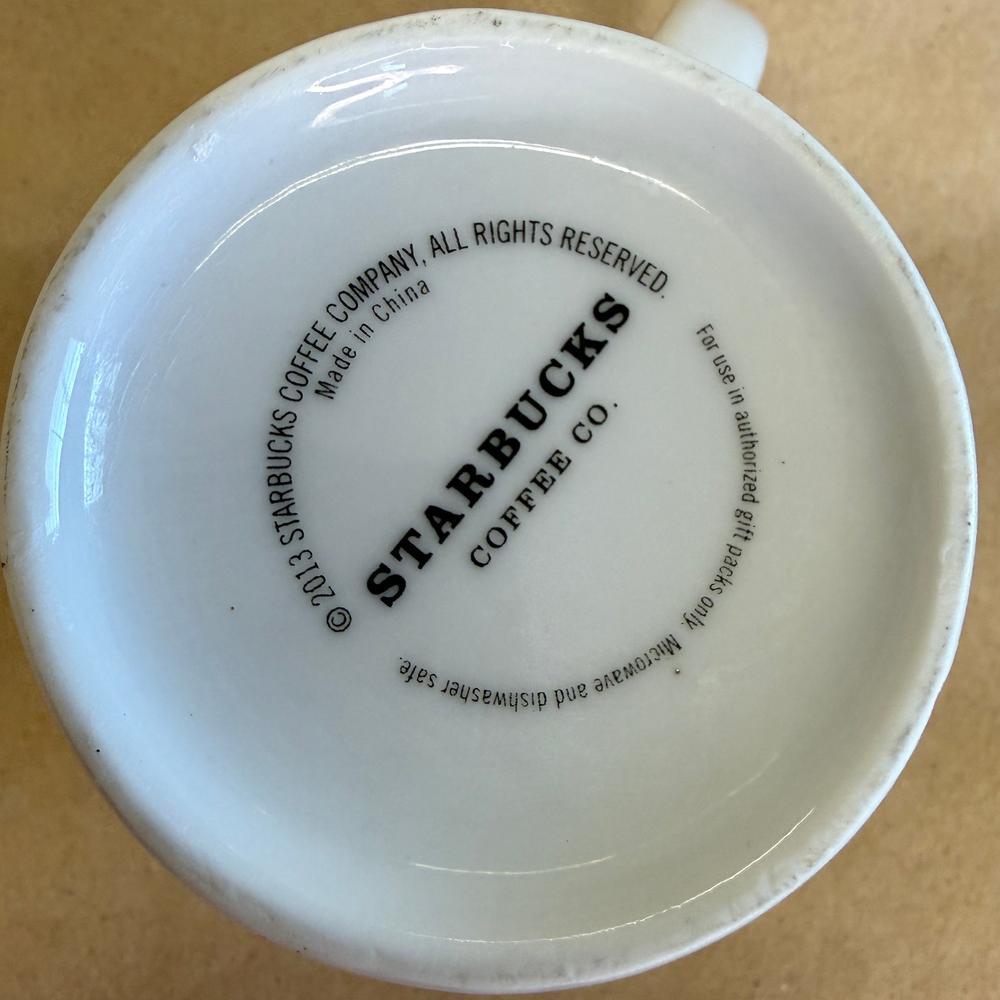 © 2013 STARBUCKS COFFEE COMPANY, ALL RIGHTS RESERVED.
Made in China
STARBUCKS
COFFEE CO.
For use in authorized gift packs only. Microwave and dishwasher safe.